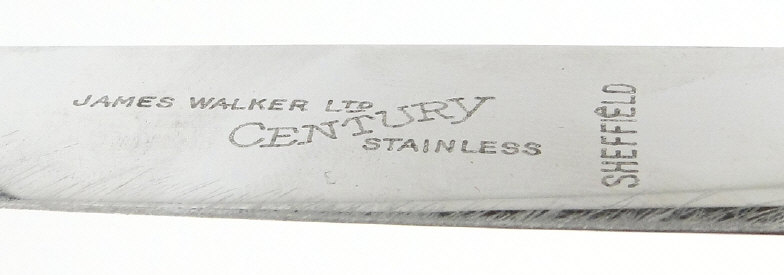 JAMES WALKER LTD
CENTURY
STAINLESS
SHEFFIELD